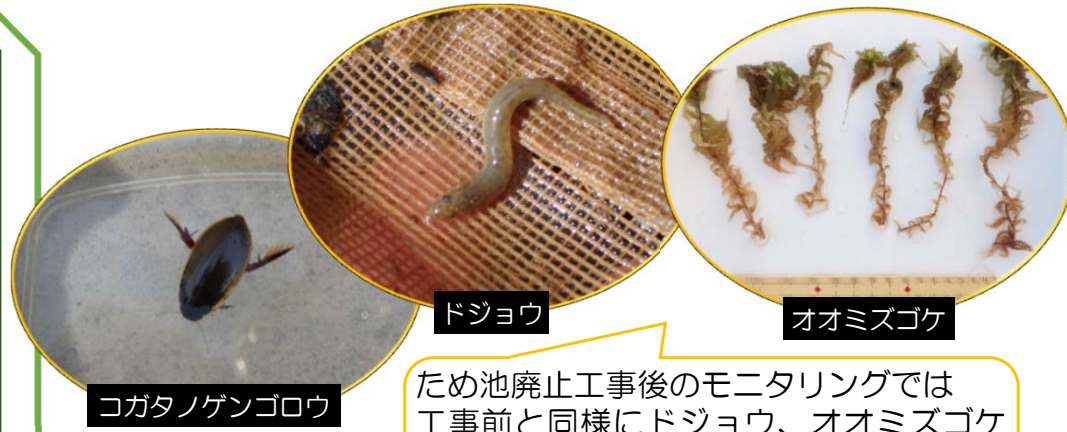 コガタノゲンゴロウ
ドジョウ
オオミズゴケ
ため池廃止工事後のモニタリングでは
工事前と同様にドジョウ、オオミズゴケ